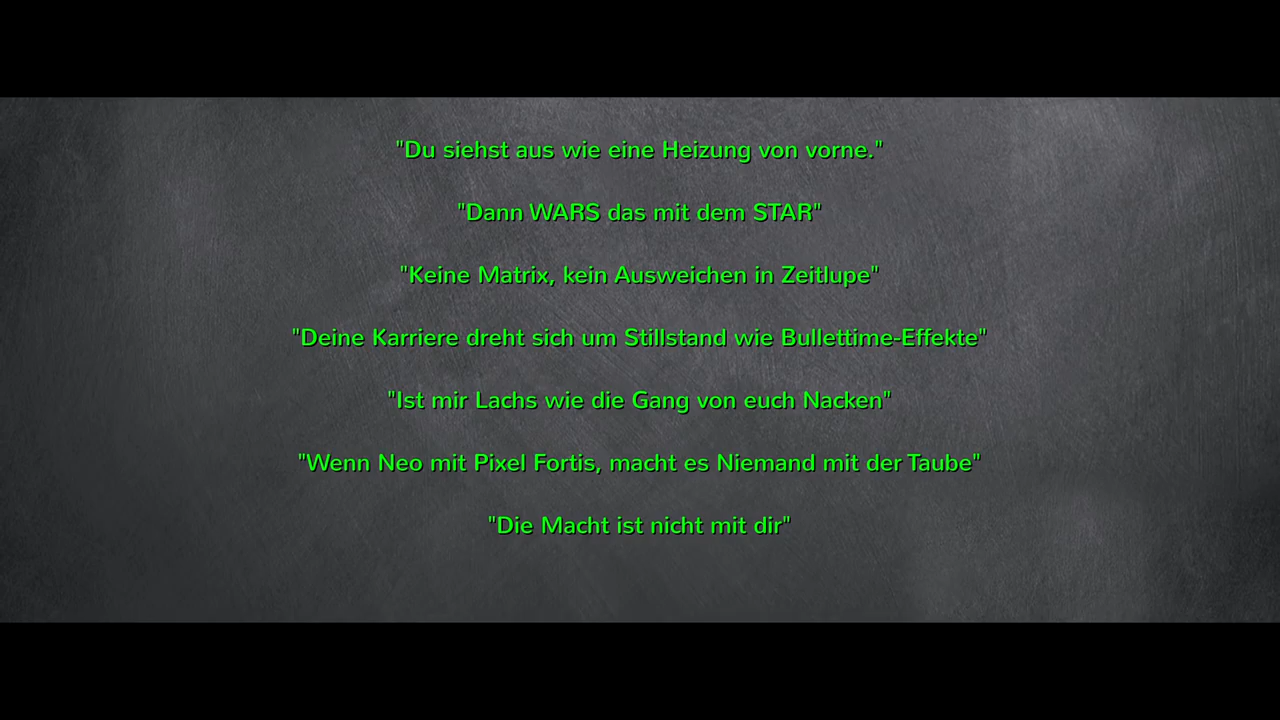 "Du siehst aus wie eine Heizung von vorne."
"Dann WARS das mit dem STAR"
"Keine Matrix, kein Ausweichen in Zeitlupe"
"Deine Karriere dreht sich um Stillstand wie Bullettime-Effekte"
"Ist mir Lachs wie die Gang von euch Nacken"
"Wenn Neo mit Pixel Fortis, macht es Niemand mit der Taube"
"Die Macht ist nicht mit dir"